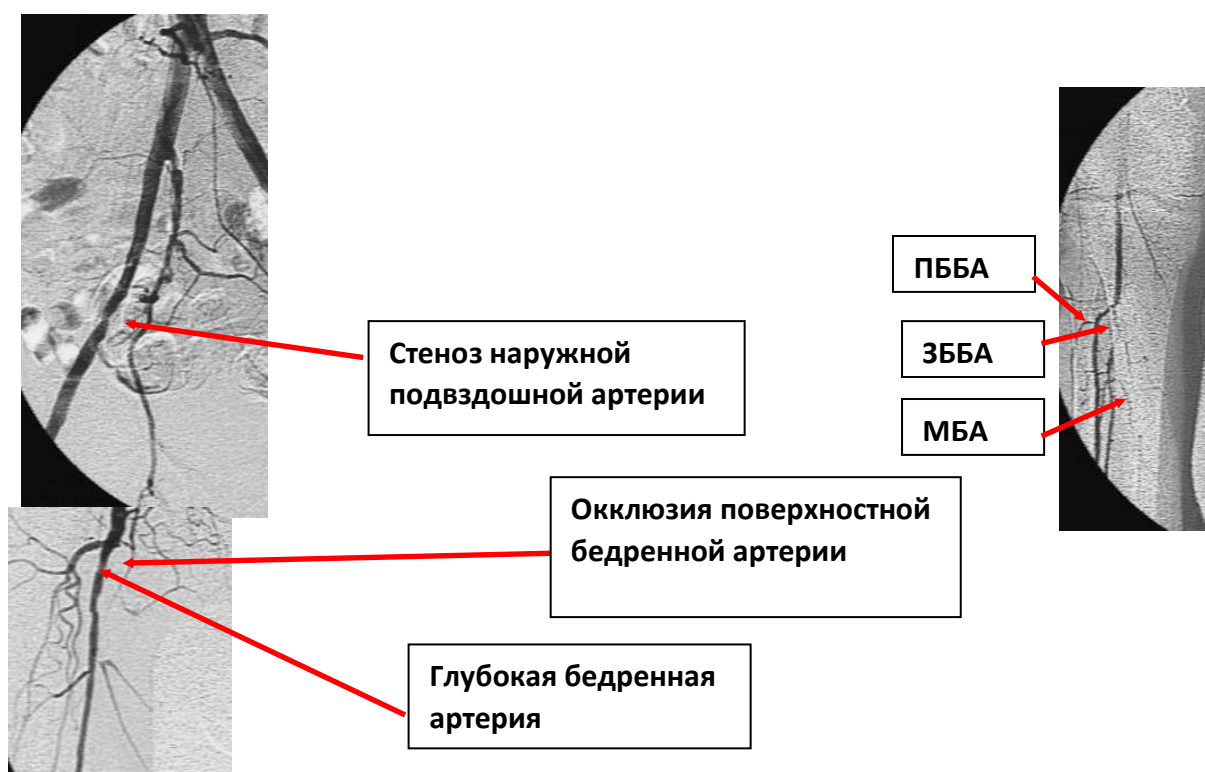 ПББА
ЗББА
МБА
Стеноз наружной
подвздошной артерии
Окклюзия поверхностной
бедренной артерии
Глубокая бедренная
артерия